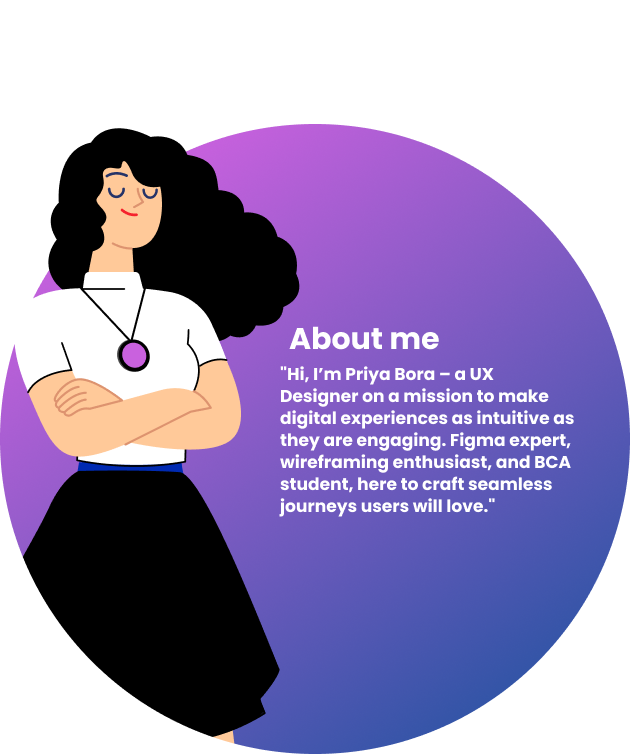 About me
"Hi, I’m Priya Bora – a UX
Designer on a mission to make
digital experiences as intuitive as
they are engaging. Figma expert,
wireframing enthusiast, and BCA
student, here to craft seamless
journeys users will love."